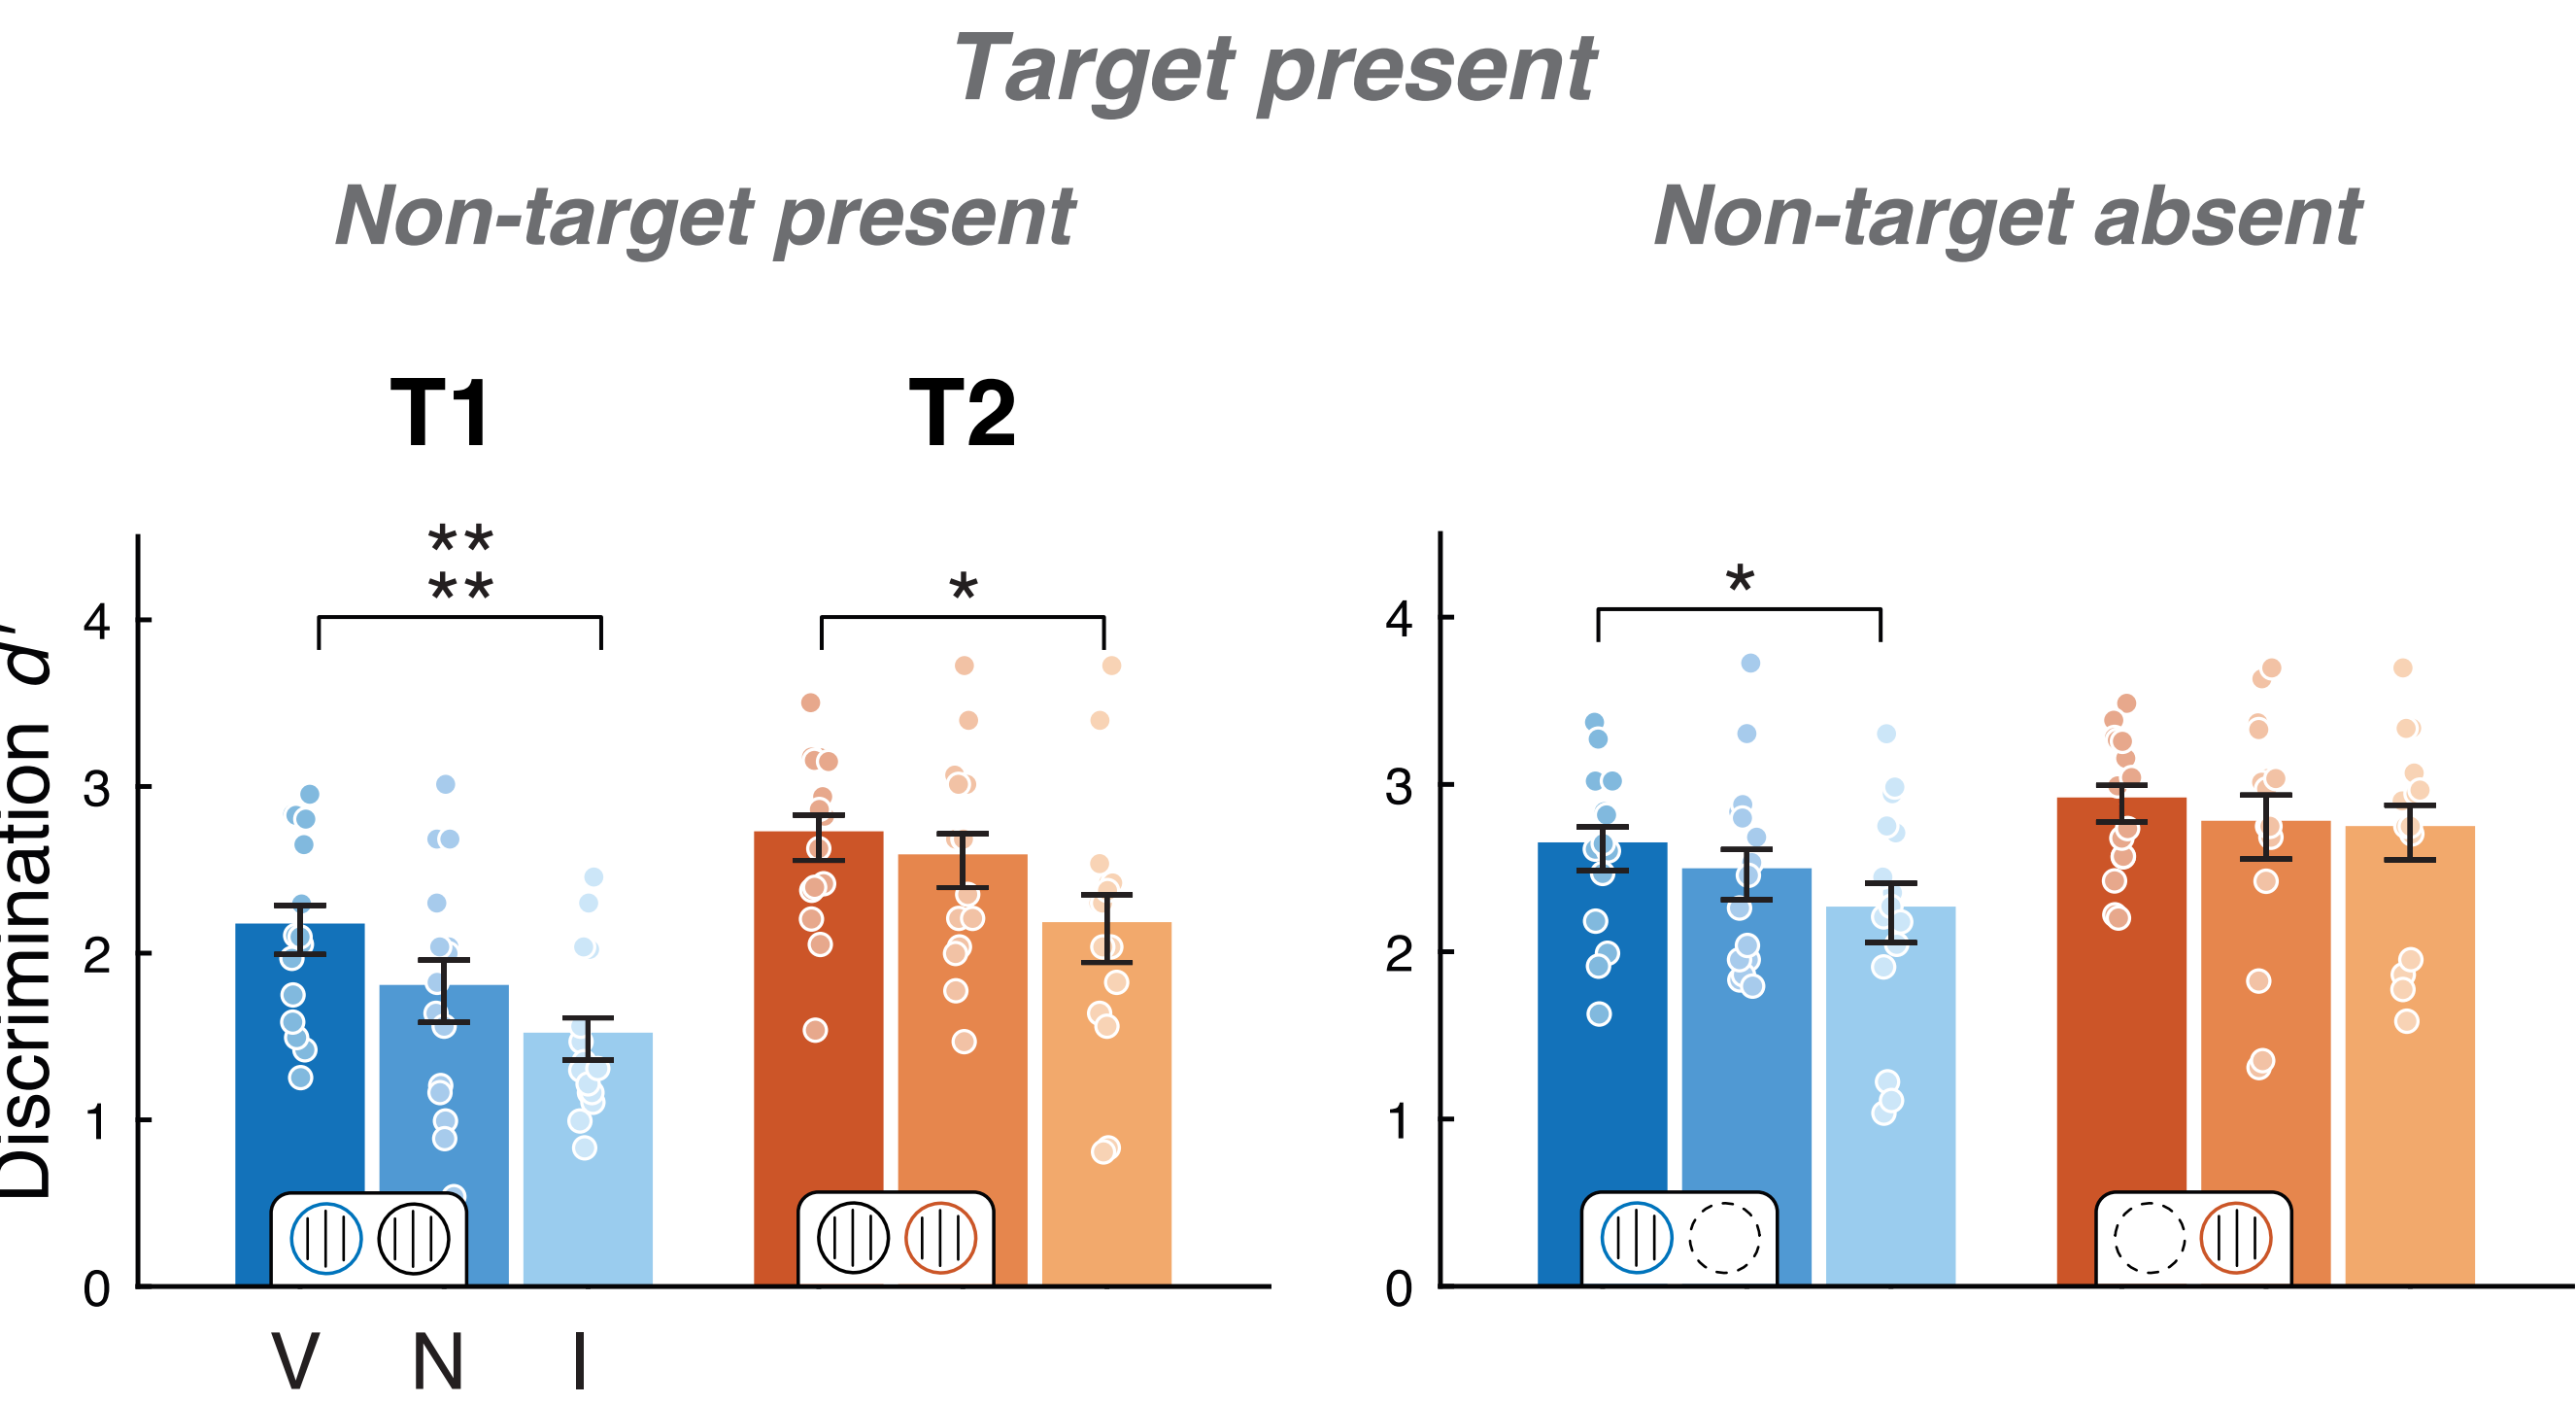 Target present
Non-target present
Non-target absent
T1 T2
**
** *
*
Discrimination d'
4
3
2
1
0
4
3
2
1
0
V N I